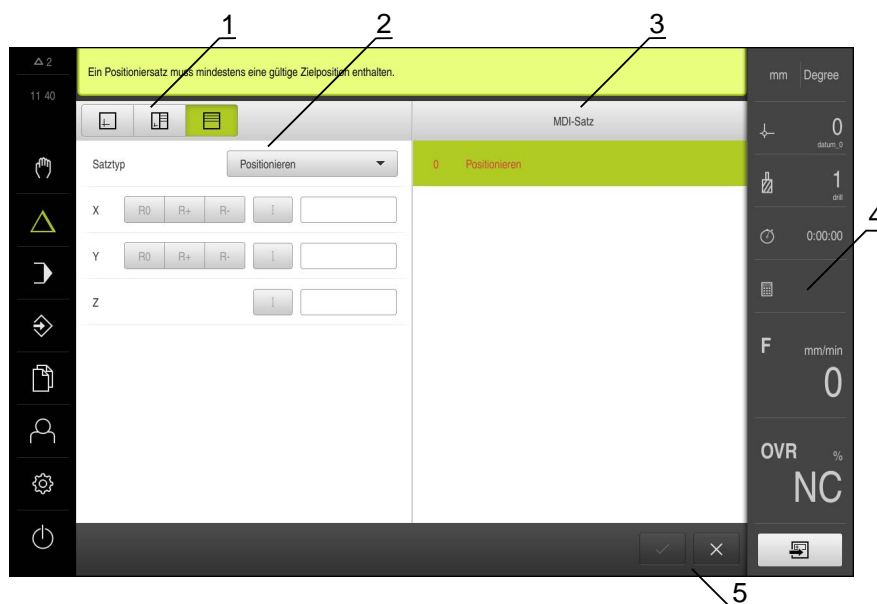 1
2
3
2
Ein Positioniersatz muss mindestens eine gültige Zielposition enthalten.
mm Degree
11 40
MDI-Satz
0
datum_0
Satztyp
Positionieren
0 Positionieren
1
drill
X R0 R+ R- I
4
0:00:00
Y R0 R+ R- I
Z I
F mm/min
0
OVR %
NC
5